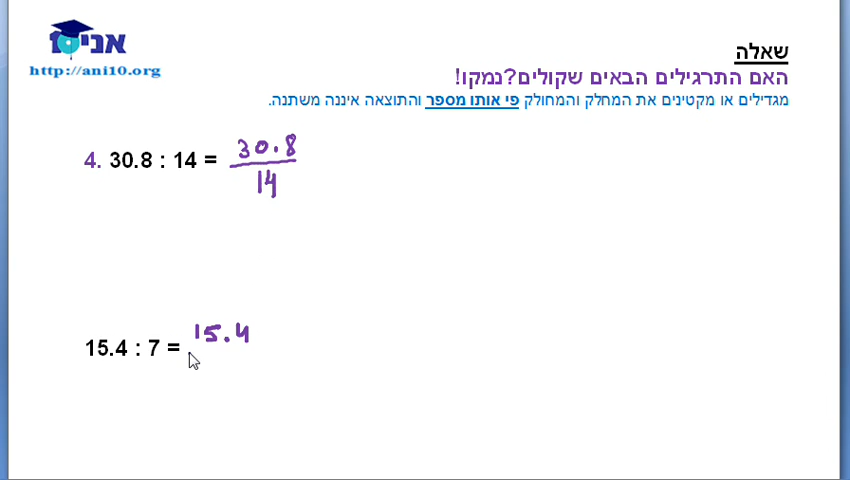 אניש10
http://ani10.org
שאלה
האם התרגילים הבאים שקולים?נמקו!
מגדילים או מקטינים את המחלק והמחולק פי אותו מספר והתוצאה איננה משתנה.
4. 30.8 : 14 = 30.8
14
15.4 : 7 = 15.4